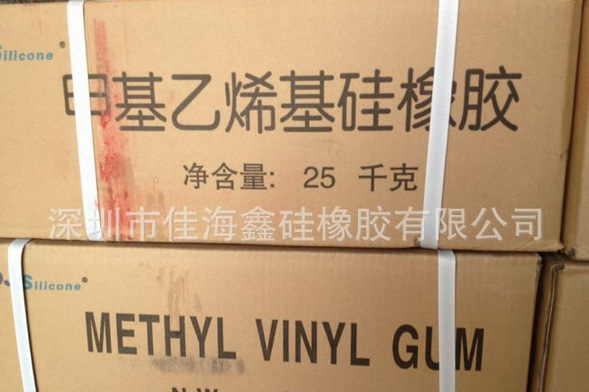 Silicone®
甲基乙烯基硅橡胶
净含量: 25 千克
深圳市佳海鑫硅橡胶有限公司
Silicone®
METHYL VINYL GUM
N.W.